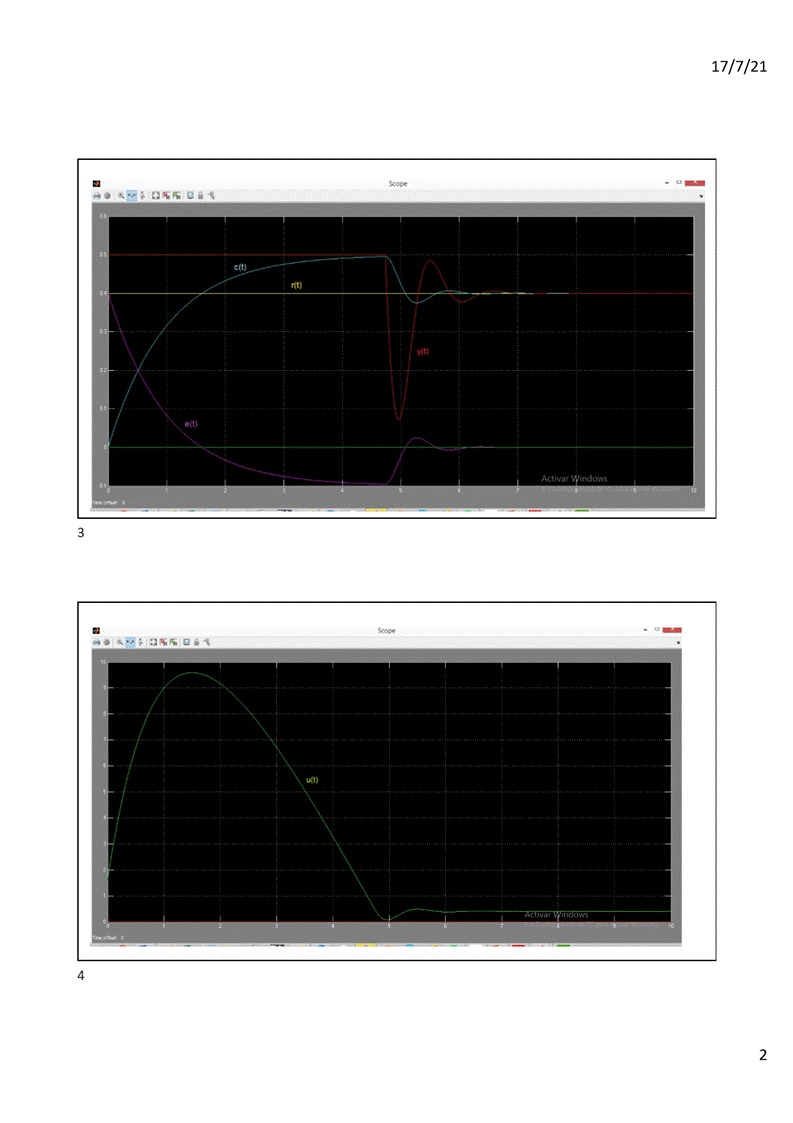 17/7/21
Scope
0.6
0.5
c(t)
r(t)
0.4
0.3
y(t)
0.2
0.1
e(t)
0
Activar Windows
-0.1
0 1 2 3 4 5 6 7 8 9 10
Time offset: 0
3
Scope
10
9
8
7
6
u(t)
5
4
3
2
1
Activar Windows
0
0 1 2 3 4 5 6 7 8 9 10
Time offset: 0
4
2